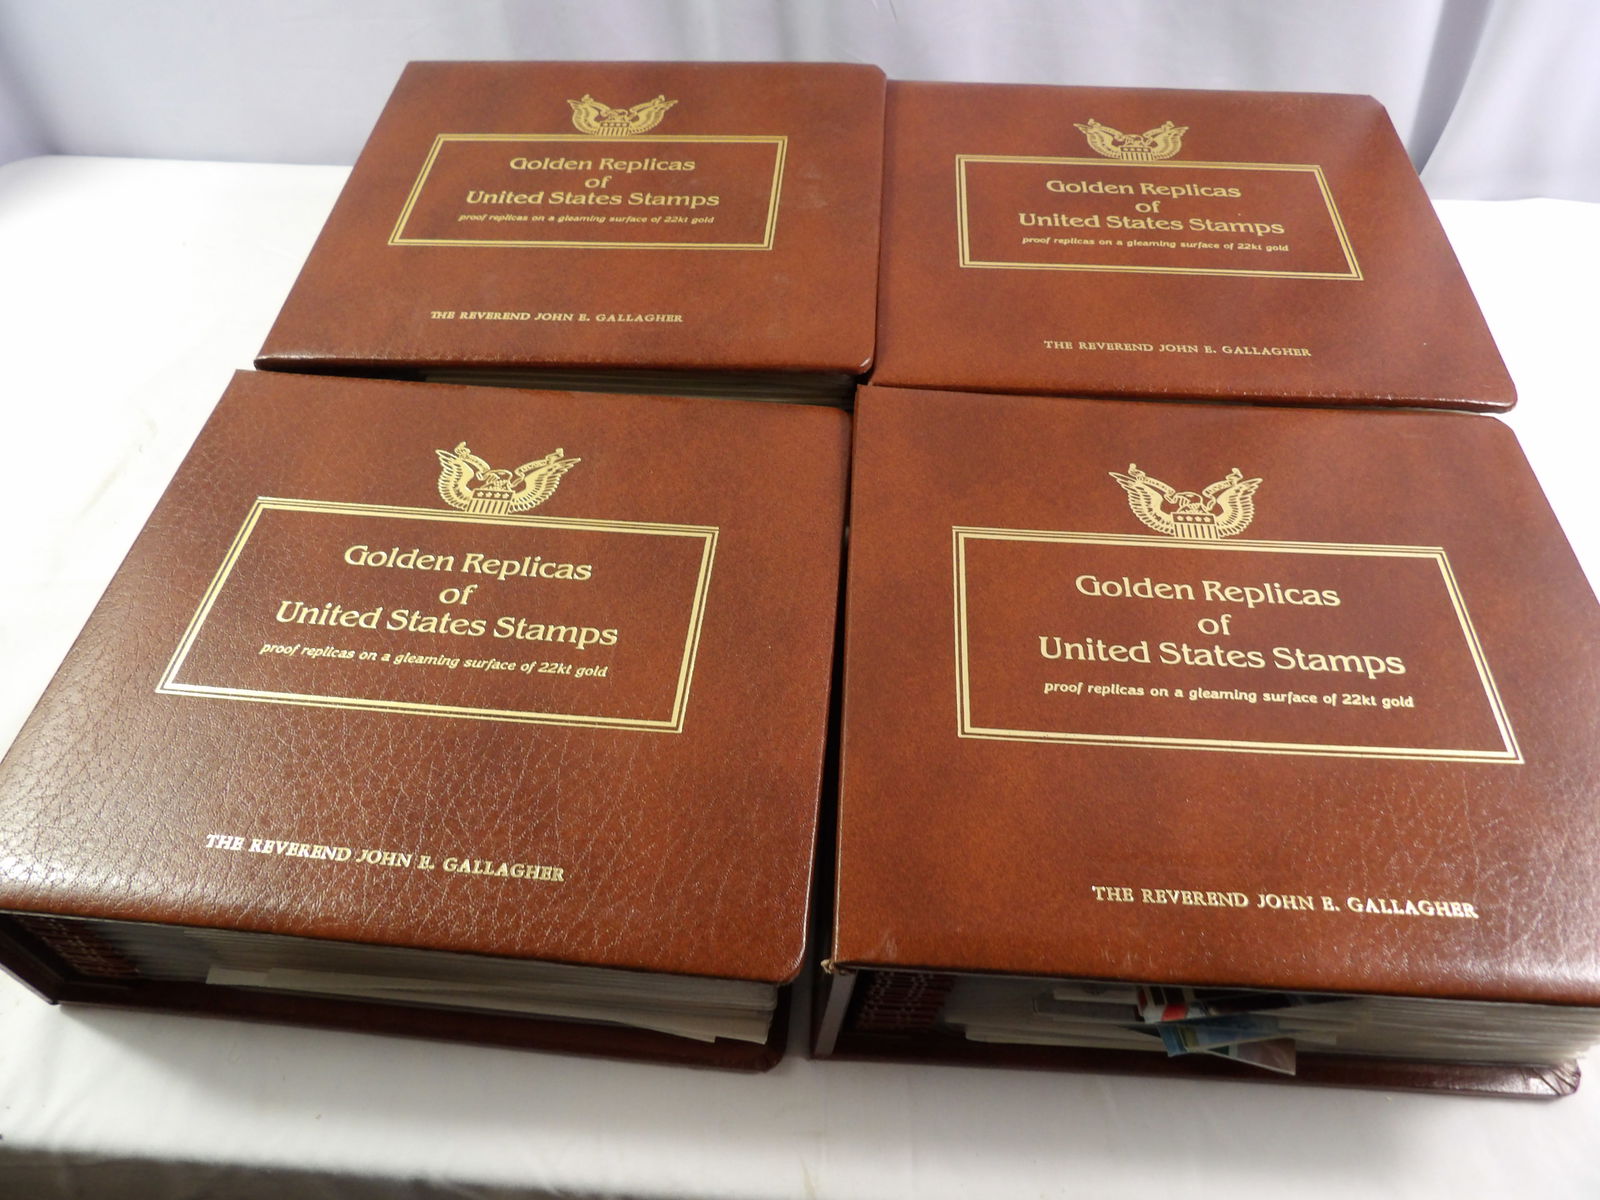 Golden Replicas
of
United States Stamps
proof replicas on a gleaming surface of 22kt gold
THE REVEREND JOHN E. GALLAGHER
Golden Replicas
of
United States Stamps
proof replicas on a gleaming surface of 22kt gold
THE REVEREND JOHN E. GALLAGHER
Golden Replicas
of
United States Stamps
proof replicas on a gleaming surface of 22kt gold
THE REVEREND JOHN E. GALLAGHER
Golden Replicas
of
United States Stamps
proof replicas on a gleaming surface of 22kt gold
THE REVEREND JOHN E. GALLAGHER